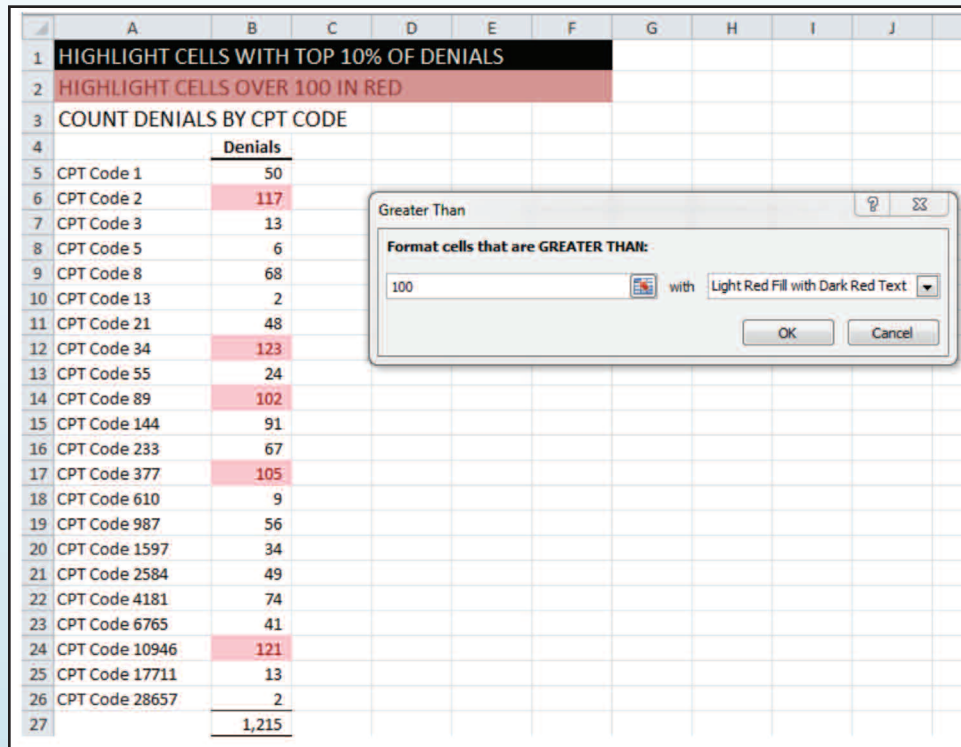 A B C D E F G H I J
1 HIGHLIGHT CELLS WITH TOP 10% OF DENIALS
2 HIGHLIGHT CELLS OVER 100 IN RED
3 COUNT DENIALS BY CPT CODE
4 Denials
5 CPT Code 1 50
6 CPT Code 2 117
7 CPT Code 3 13
8 CPT Code 5 6
9 CPT Code 8 68
10 CPT Code 13 2
11 CPT Code 21 48
12 CPT Code 34 123
13 CPT Code 55 24
14 CPT Code 89 102
15 CPT Code 144 91
16 CPT Code 233 67
17 CPT Code 377 105
18 CPT Code 610 9
19 CPT Code 987 56
20 CPT Code 1597 34
21 CPT Code 2584 49
22 CPT Code 4181 74
23 CPT Code 6765 41
24 CPT Code 10946 121
25 CPT Code 17711 13
26 CPT Code 28657 2
27 1,215
Greater Than ?
Format cells that are GREATER THAN:
100 with Light Red Fill with Dark Red Text
OK Cancel